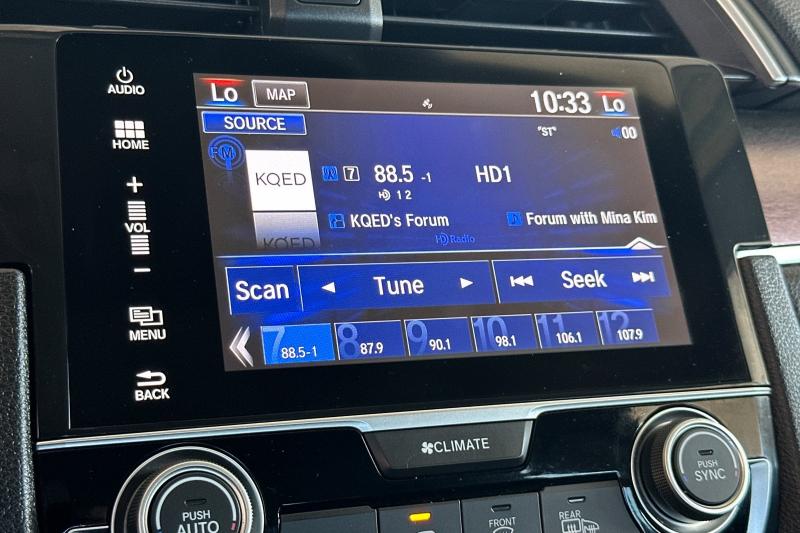 AUDIO
HOME
+
VOL
−
MENU
BACK
Lo MAP 10:33 Lo
SOURCE "ST" 00
FM
KQED 7 88.5 -1 HD1
HD 1 2
KQED's Forum Forum with Mina Kim
KQED
HD Radio
Scan Tune Seek
7 88.5-1 8 87.9 9 90.1 10 98.1 11 106.1 12 107.9
CLIMATE
PUSH
AUTO
FRONT
REAR
PUSH
SYNC